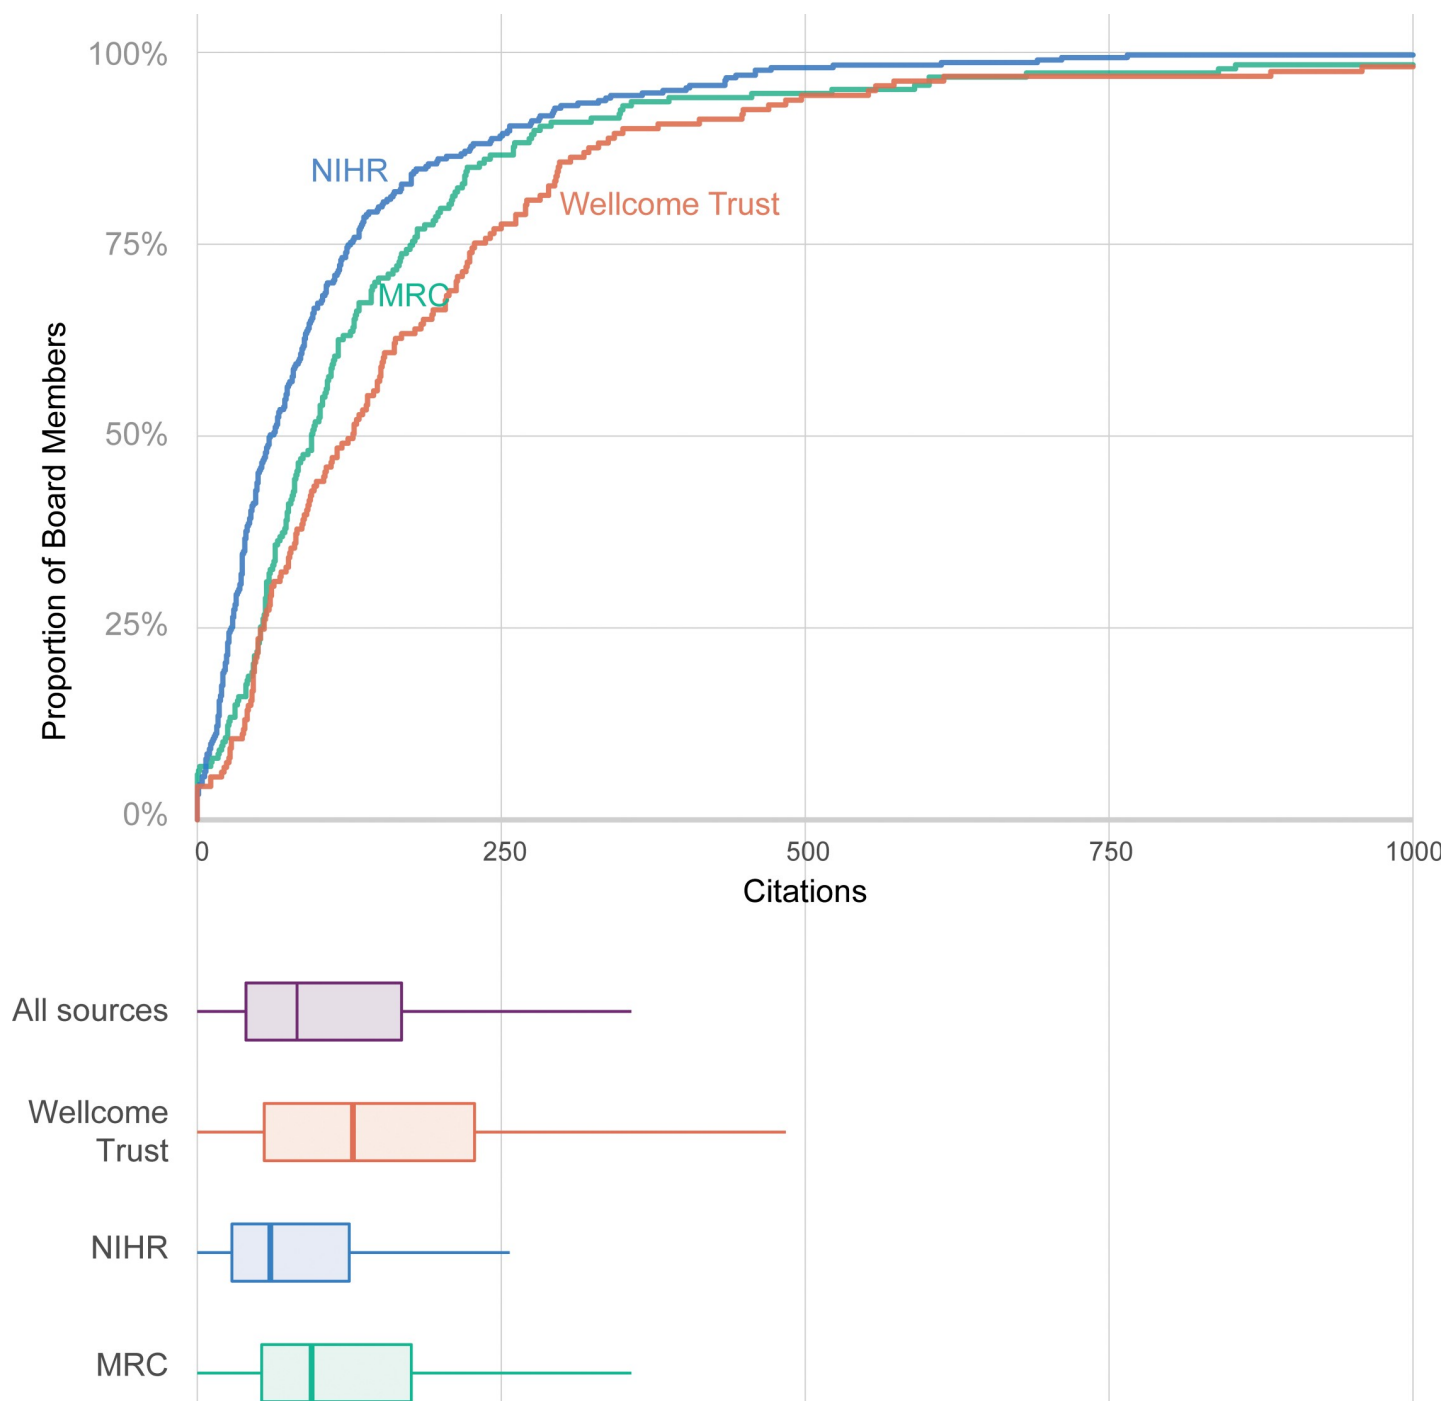 100%
NIHR
Wellcome Trust
75%
MRC
50%
25%
0%
Proportion of Board Members
0 250 500 750 1000
Citations
All sources
Wellcome
Trust
NIHR
MRC